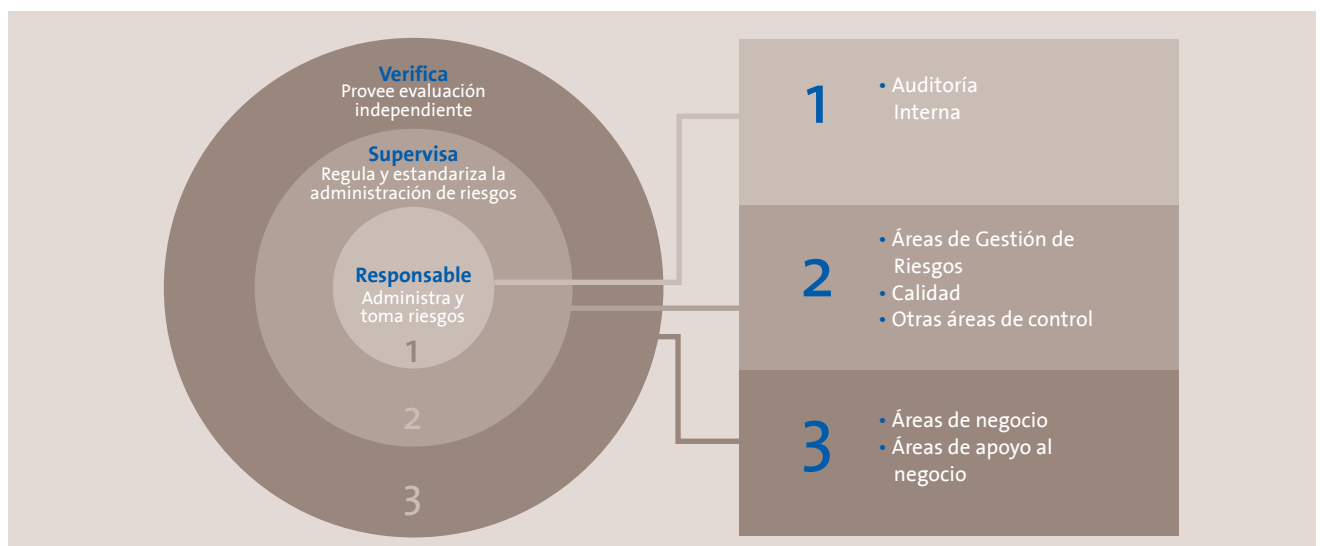 Verifica
Provee evaluación
independiente
Supervisa
Regula y estandariza la
administración de riesgos
Responsable
Administra y
toma riesgos
1
2
3
1
• Auditoría
Interna
2
• Áreas de Gestión de
Riesgos
• Calidad
• Otras áreas de control
3
• Áreas de negocio
• Áreas de apoyo al
negocio